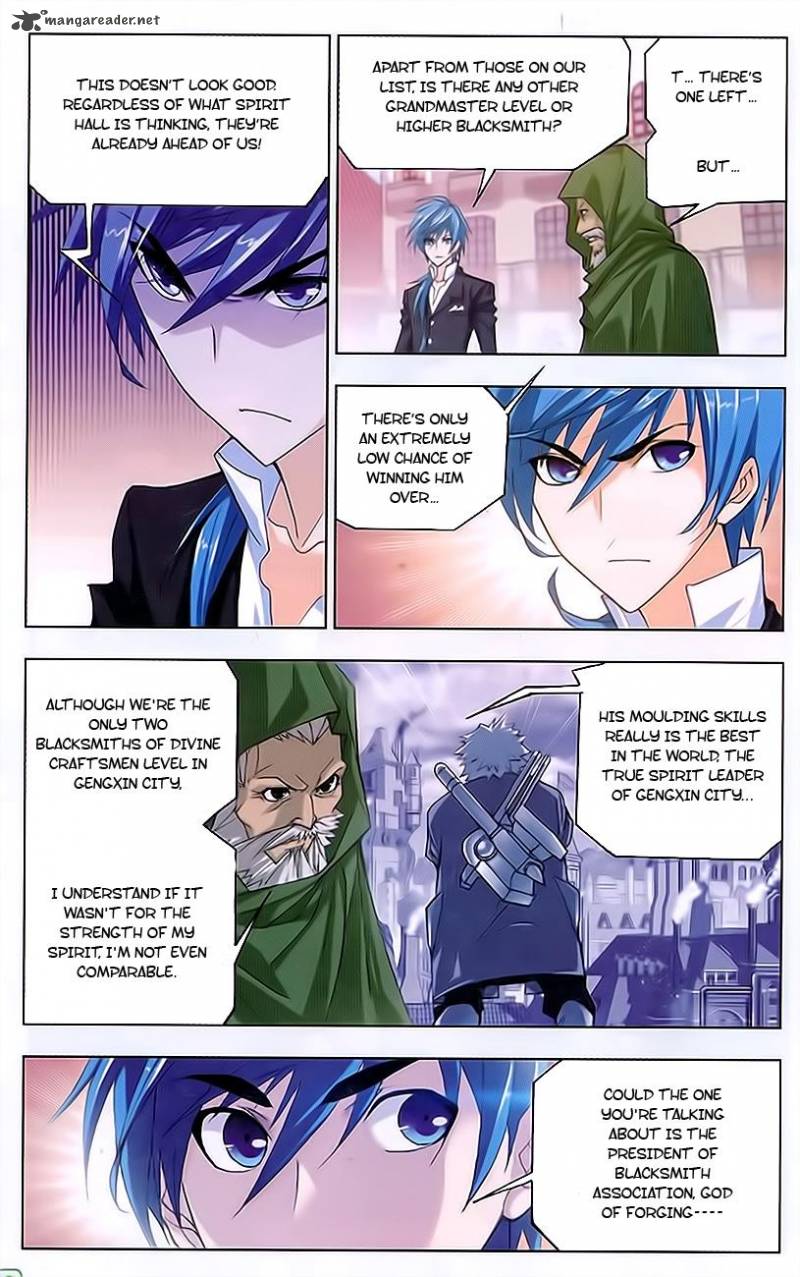 mangareader.net
THIS DOESN'T LOOK GOOD.
REGARDLESS OF WHAT SPIRIT
HALL IS THINKING, THEY'RE
ALREADY AHEAD OF US!
APART FROM THOSE ON OUR
LIST, IS THERE ANY OTHER
GRANDMASTER LEVEL OR
HIGHER BLACKSMITH?
T... THERE'S
ONE LEFT...
BUT...
THERE'S ONLY
AN EXTREMELY
LOW CHANCE OF
WINNING HIM
OVER...
ALTHOUGH WE'RE THE
ONLY TWO
BLACKSMITHS OF DIVINE
CRAFTSMEN LEVEL IN
GENGXIN CITY,
I UNDERSTAND IF IT
WASN'T FOR THE
STRENGTH OF MY
SPIRIT, I'M NOT EVEN
COMPARABLE.
HIS MOULDING SKILLS
REALLY IS THE BEST
IN THE WORLD, THE
TRUE SPIRIT LEADER
OF GENGXIN CITY...
COULD THE ONE
YOU'RE TALKING
ABOUT IS THE
PRESIDENT OF
BLACKSMITH
ASSOCIATION, GOD
OF FORGING----